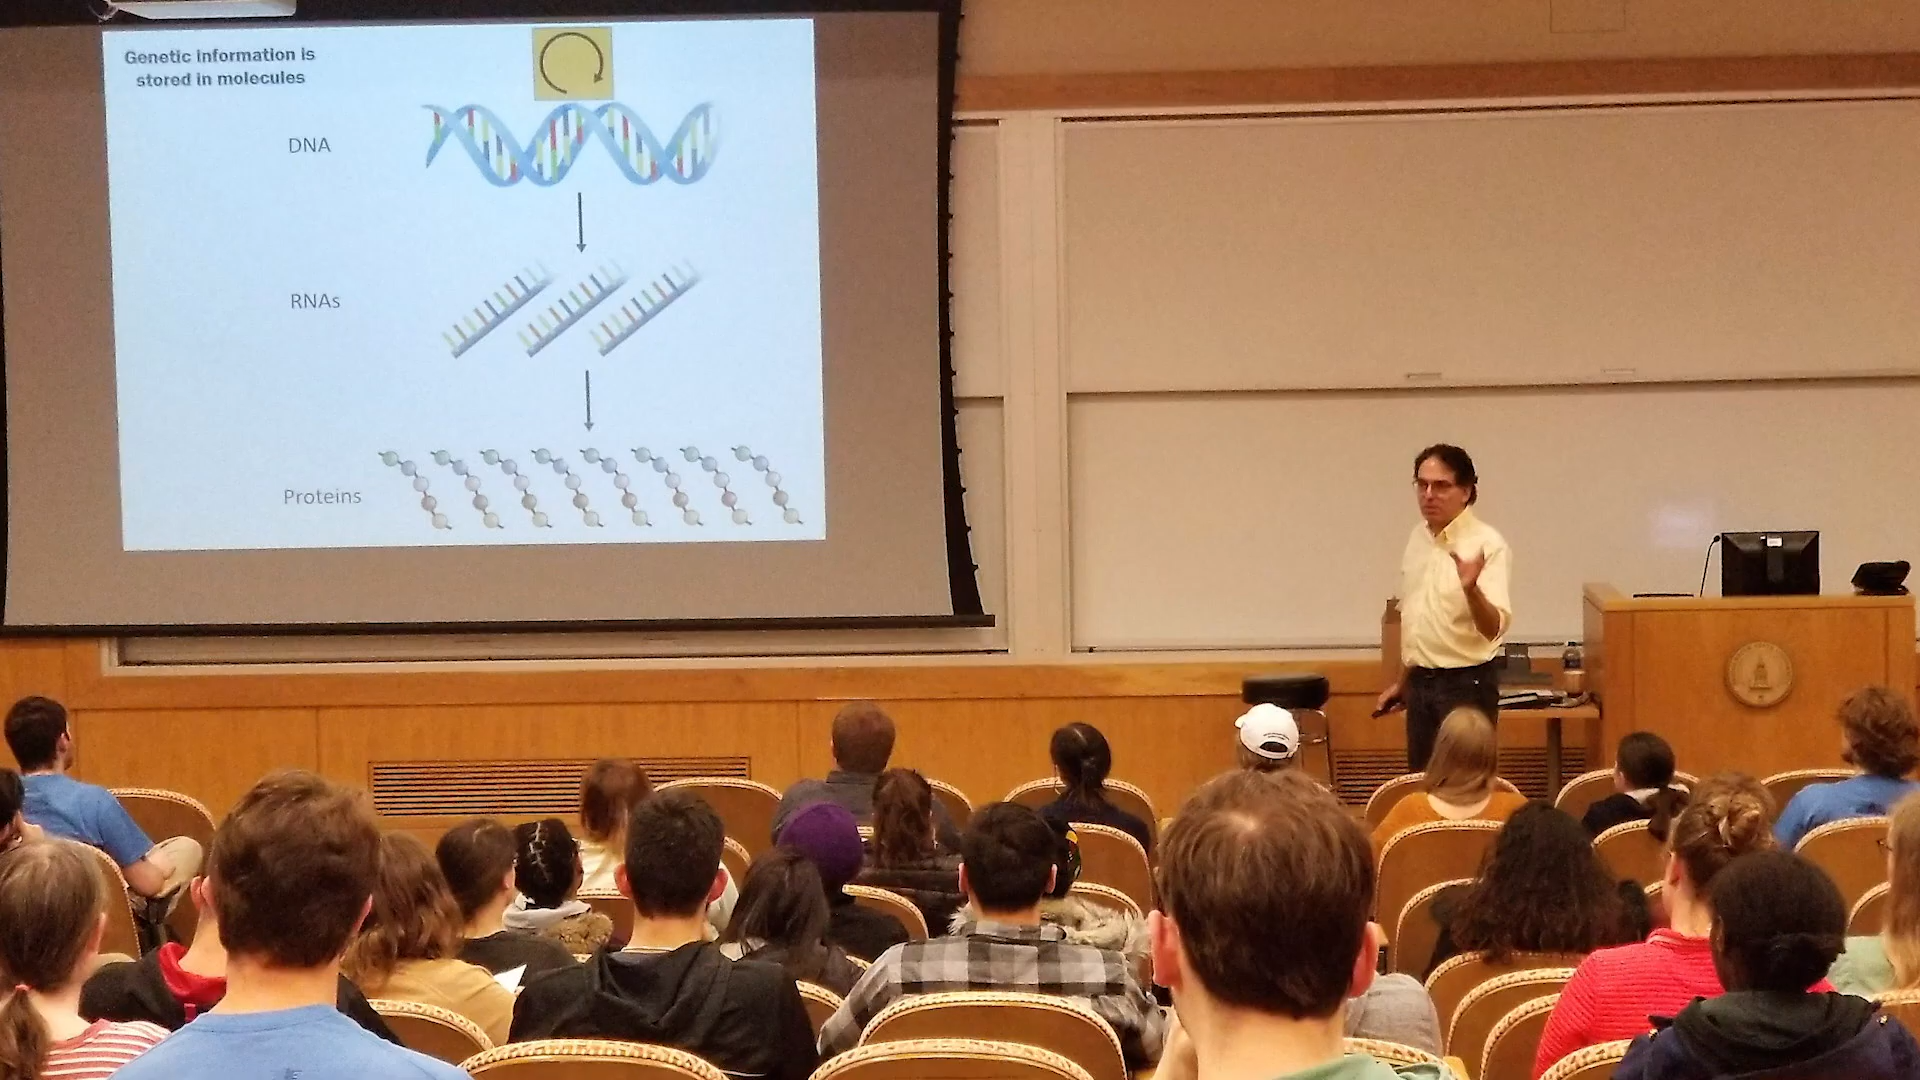 Genetic information is
stored in molecules
DNA
RNAs
Proteins